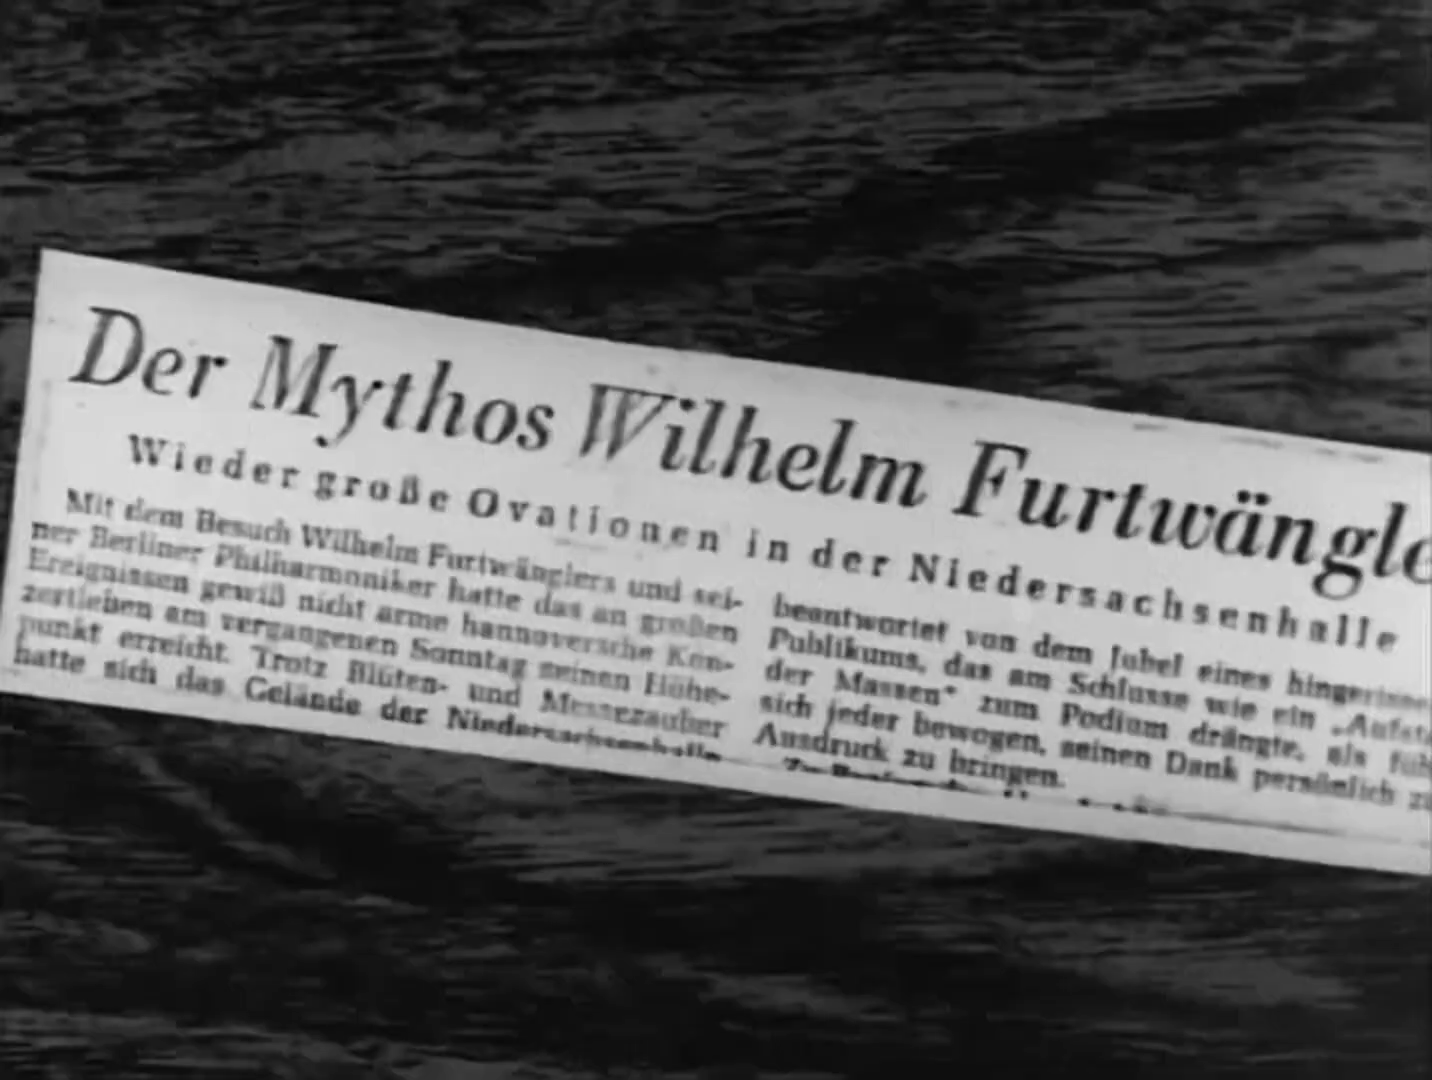 Der Mythos Wilhelm Furtwängle
Wieder große Ovationen in der Niedersachsenhalle
Mit dem Besuch Wilhelm Furtwänglers und sei-
ner Berliner Philharmoniker hatte das an großen
Ereignissen gewiß nicht arme hannoversche Kon-
zertleben am vergangenen Sonntag seinen Höhe-
punkt erreicht. Trotz Blüten- und Messezauber
hatte sich das Gelände der Niedersachsenhalle
beantwortet von dem Jubel eines hingerisse
Publikums, das am Schlusse wie ein „Aufsta
der Massen“ zum Podium drängte, als füh
sich jeder bewogen, seinen Dank persönlich z
Ausdruck zu bringen.